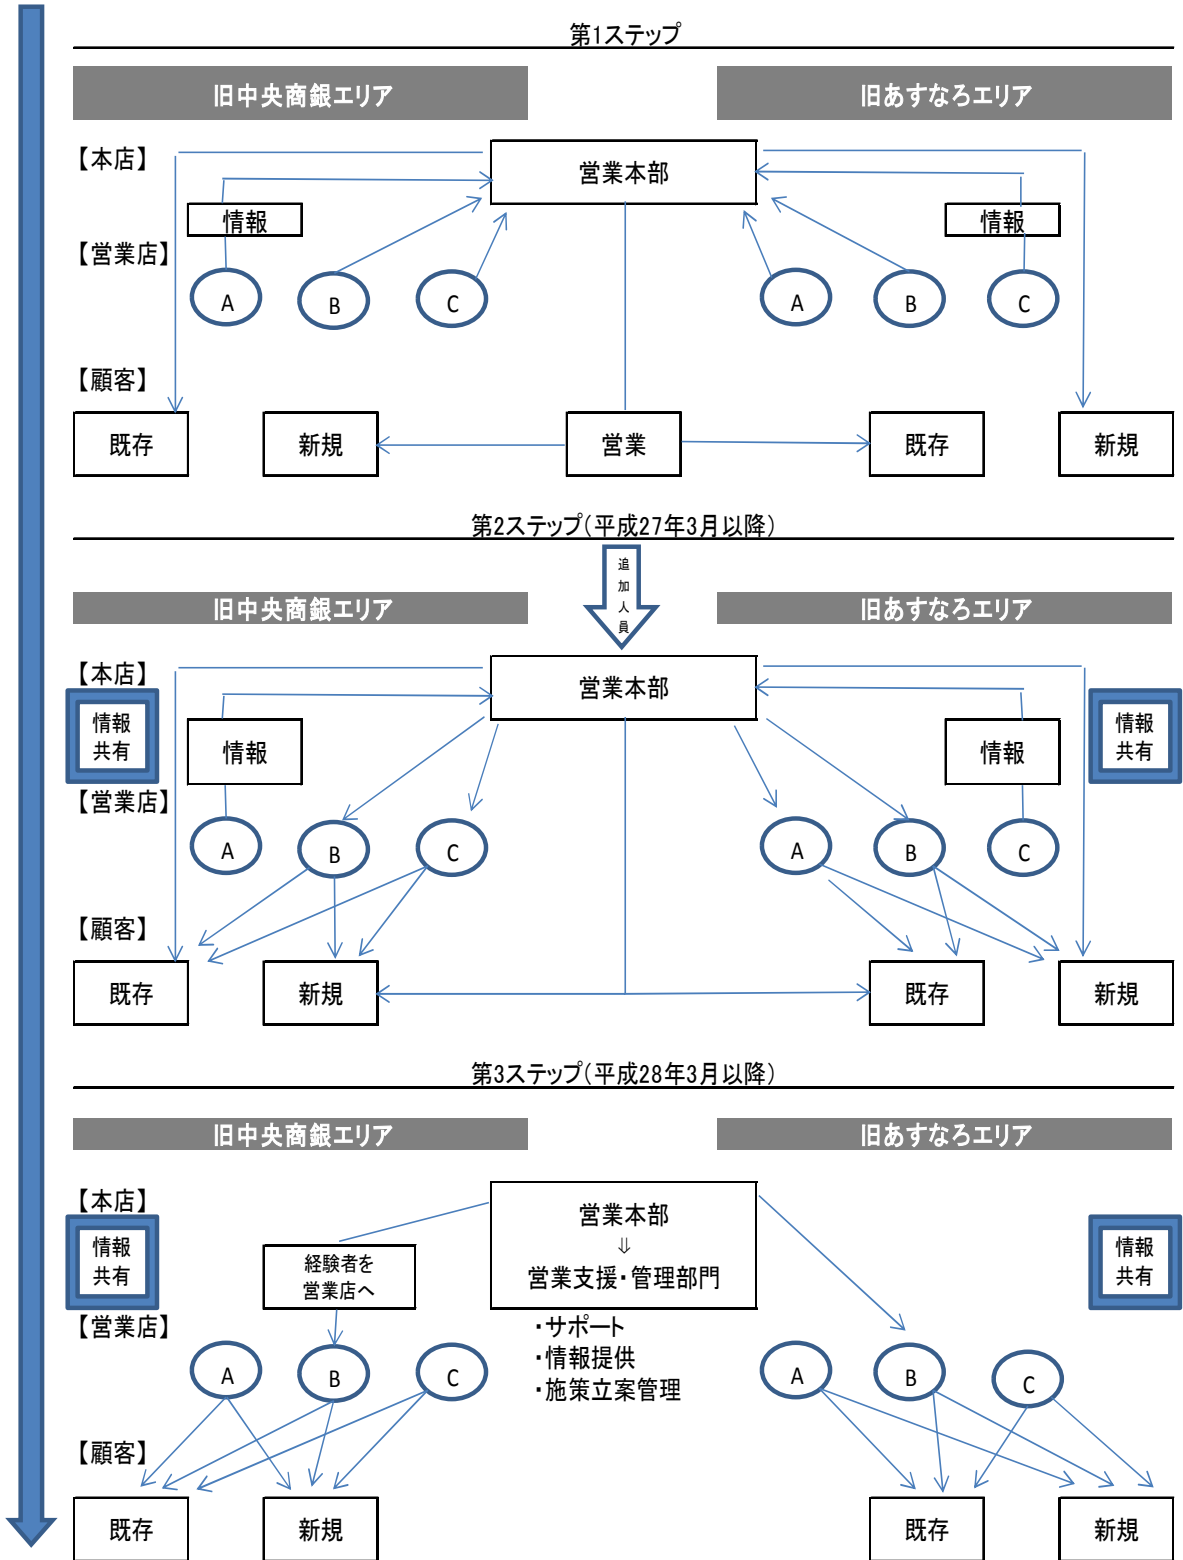 第1ステップ
旧中央商銀エリア
旧あすなろエリア
【本店】
営業本部
情報
情報
【営業店】
A
B
C
A
B
C
【顧客】
既存
新規
営業
既存
新規
第2ステップ(平成27年3月以降)
追加人員
旧中央商銀エリア
旧あすなろエリア
【本店】
営業本部
情報
共有
情報
情報
情報
共有
【営業店】
A
B
C
A
B
C
【顧客】
既存
新規
既存
新規
第3ステップ(平成28年3月以降)
旧中央商銀エリア
旧あすなろエリア
【本店】
営業本部
⇓
営業支援・管理部門
情報
共有
経験者を
営業店へ
情報
共有
【営業店】
・サポート
・情報提供
・施策立案管理
A
B
C
A
B
C
【顧客】
既存
新規
既存
新規